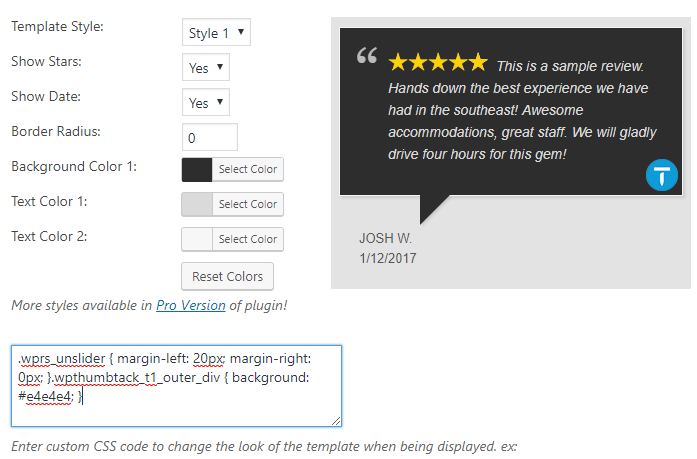 Template Style: Style 1
Show Stars: Yes
Show Date: Yes
Border Radius: 0
Background Color 1: Select Color
Text Color 1: Select Color
Text Color 2: Select Color
Reset Colors
More styles available in Pro Version of plugin!
.wprs_unslider { margin-left: 20px; margin-right:
0px; }.wpthumbtack_t1_outer_div { background:
#e4e4e4; }
Enter custom CSS code to change the look of the template when being displayed. ex:
“ ★★★★★ This is a sample review.
Hands down the best experience we have
had in the southeast! Awesome
accommodations, great staff. We will gladly
drive four hours for this gem!
T
JOSH W.
1/12/2017